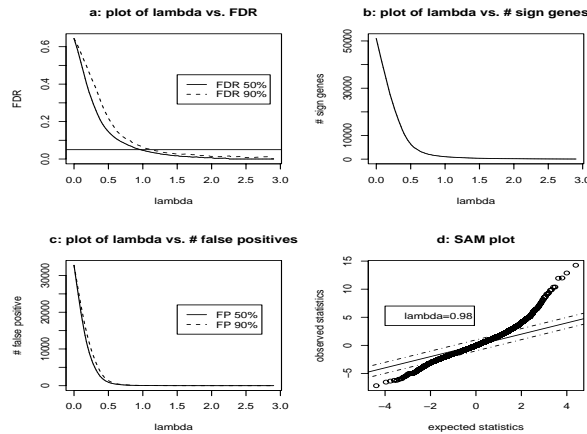 a: plot of lambda vs. FDR
FDR
0.0
0.2
0.4
0.6
FDR 50%
FDR 90%
0.0 0.5 1.0 1.5 2.0 2.5 3.0
lambda
b: plot of lambda vs. # sign genes
# sign genes
0
10000
30000
50000
0.0 0.5 1.0 1.5 2.0 2.5 3.0
lambda
c: plot of lambda vs. # false positives
# false positive
0
10000
20000
30000
FP 50%
FP 90%
0.0 0.5 1.0 1.5 2.0 2.5 3.0
lambda
d: SAM plot
observed statistics
-5
0
5
10
15
lambda=0.98
-4 -2 0 2 4
expected statistics